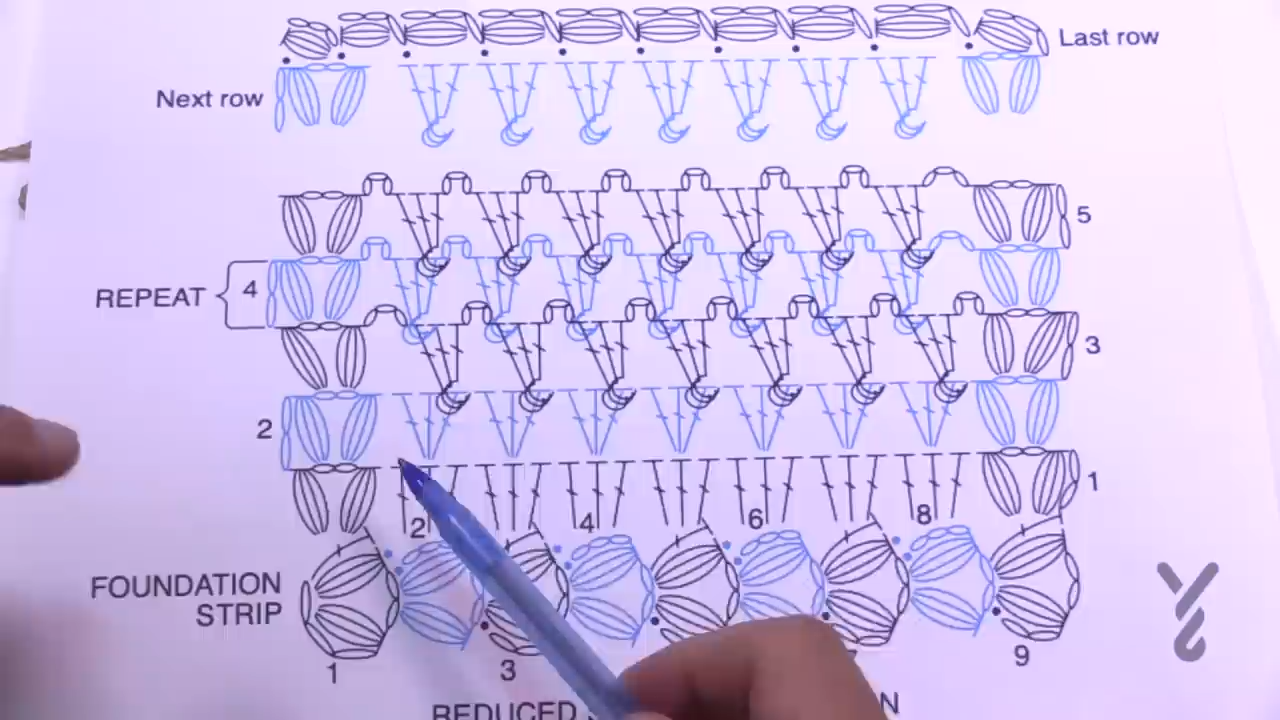 Last row
Next row
5
REPEAT 4
3
2
1
2 4 6 8
FOUNDATION
STRIP
1 3 9
REDUCED